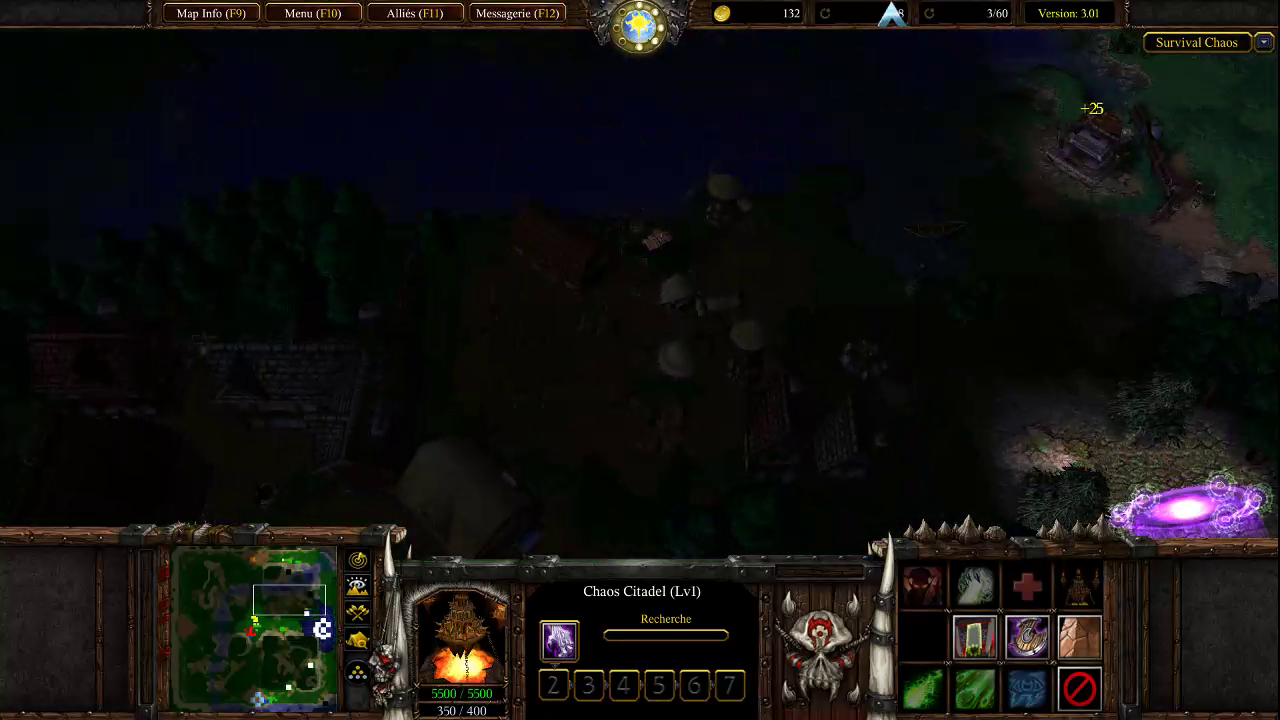 Map Info (F9)
Menu (F10)
Alliés (F11)
Messagerie (F12)
132
8
3/60
Version: 3.01
Survival Chaos
+25
Chaos Citadel (Lv1)
Recherche
2 3 4 5 6 7
5500 / 5500
350 / 400